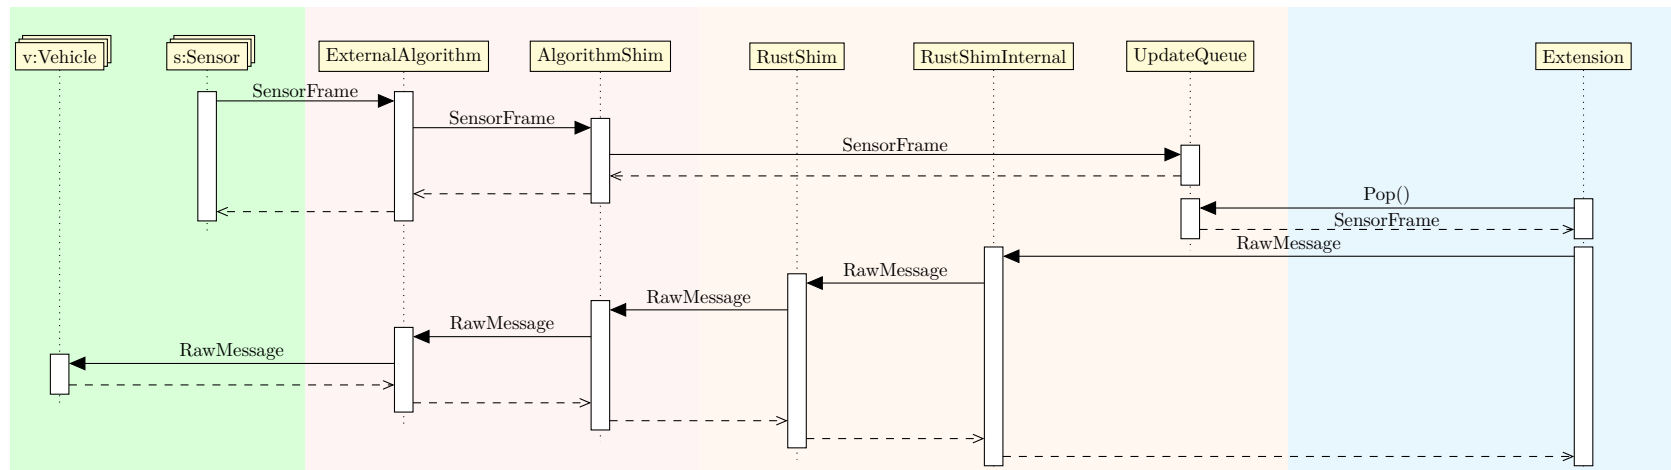 v:Vehicle
s:Sensor
ExternalAlgorithm
AlgorithmShim
RustShim
RustShimInternal
UpdateQueue
Extension
SensorFrame
SensorFrame
SensorFrame
Pop()
SensorFrame
RawMessage
RawMessage
RawMessage
RawMessage
RawMessage